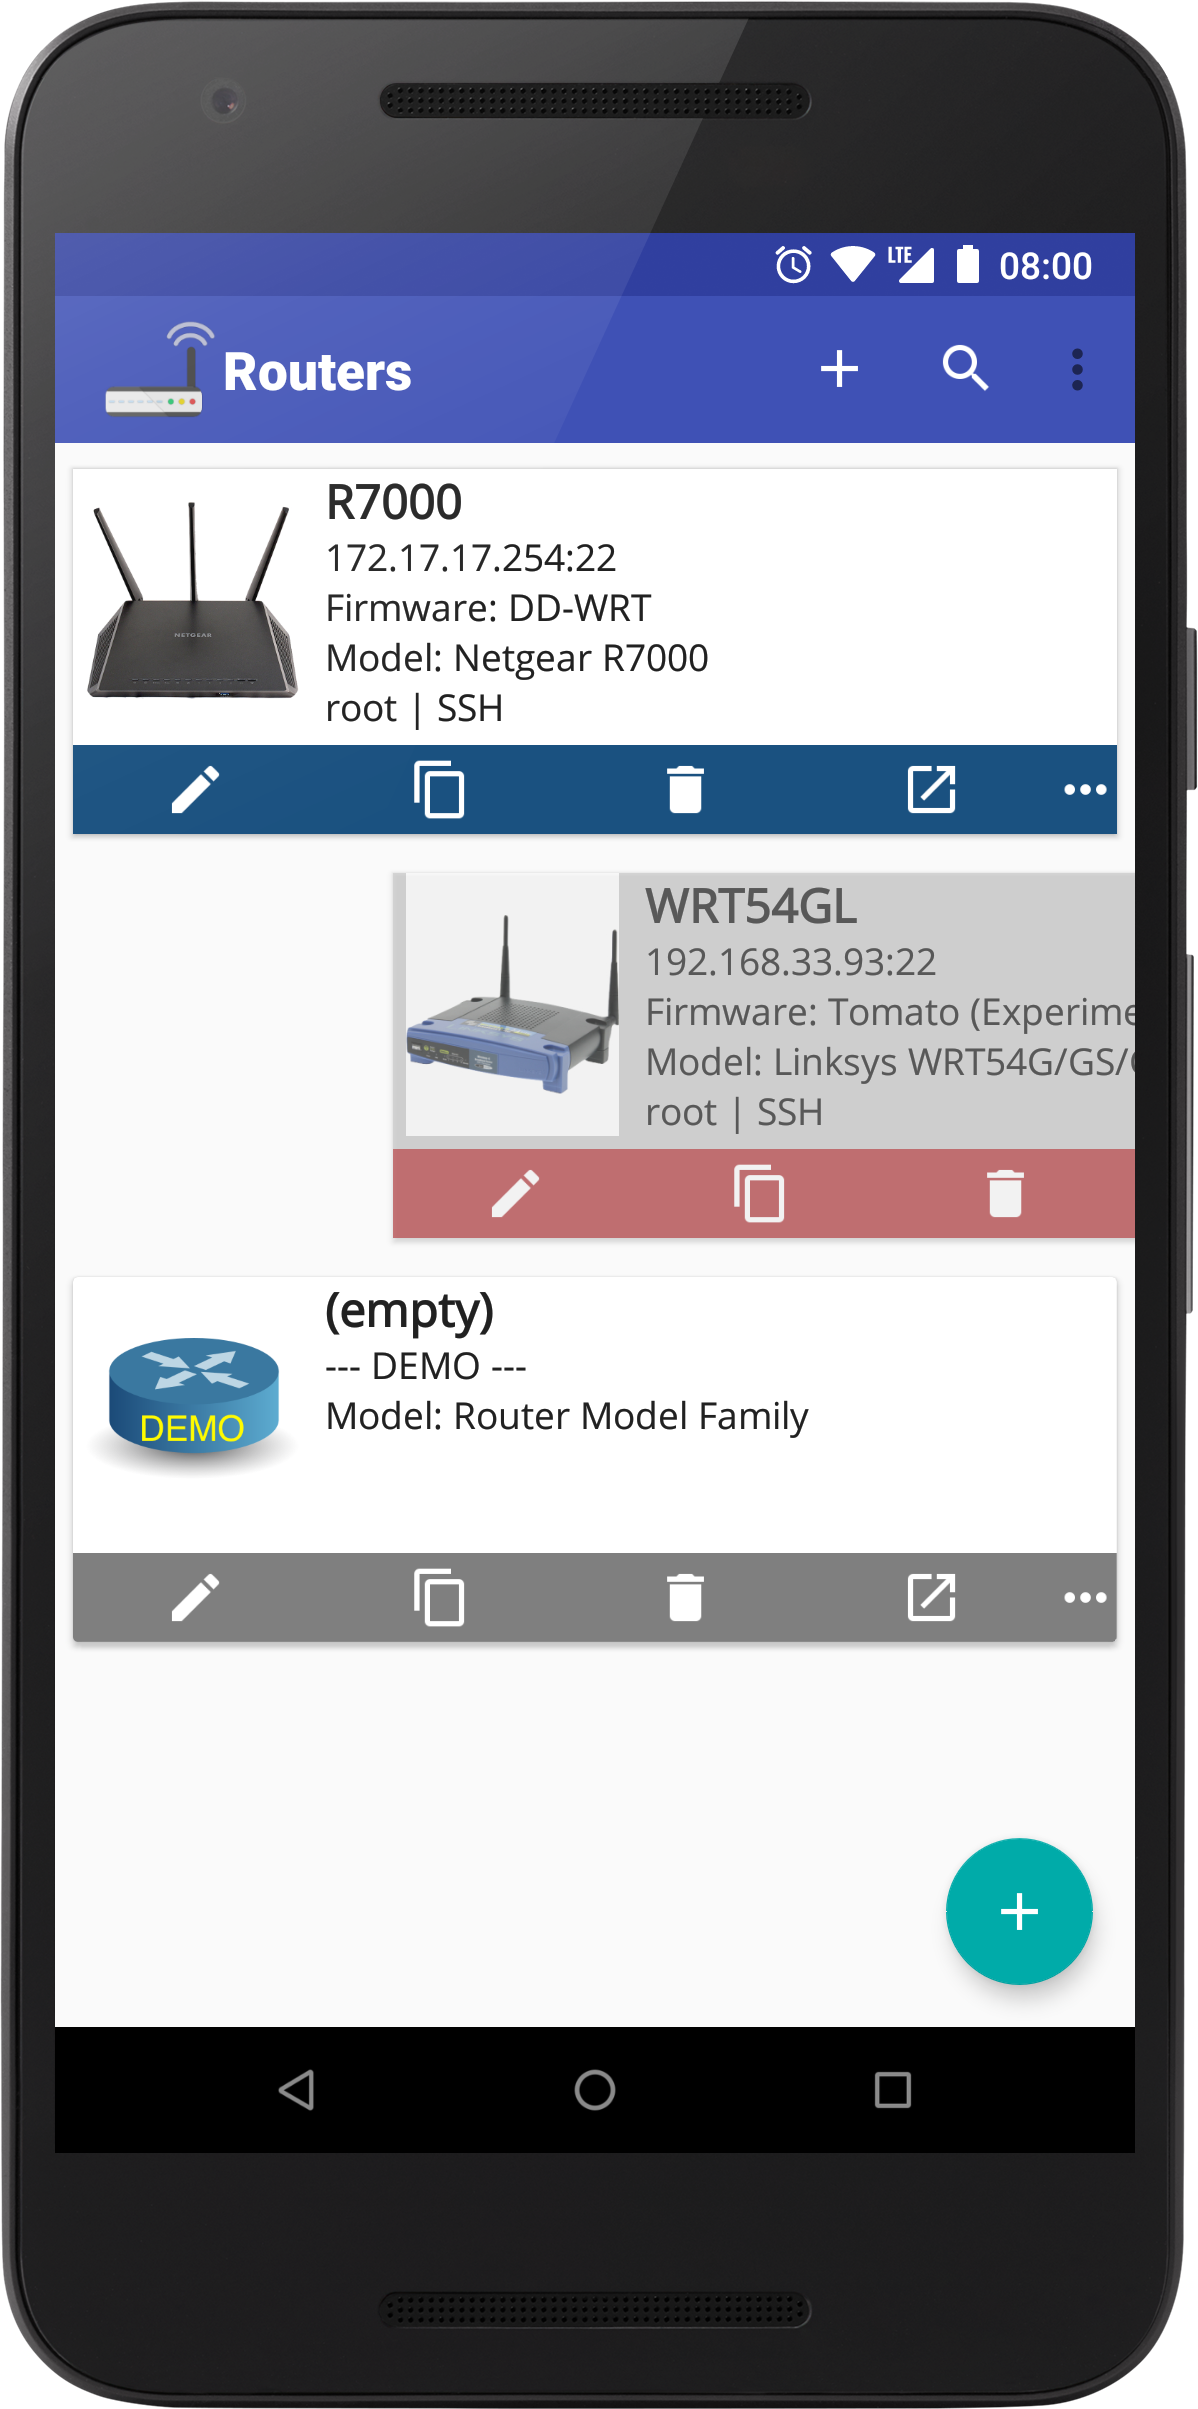 LTE 08:00
Routers
R7000
172.17.17.254:22
Firmware: DD-WRT
Model: Netgear R7000
root | SSH
NETGEAR
WRT54GL
192.168.33.93:22
Firmware: Tomato (Experime
Model: Linksys WRT54G/GS/
root | SSH
(empty)
--- DEMO ---
Model: Router Model Family
DEMO